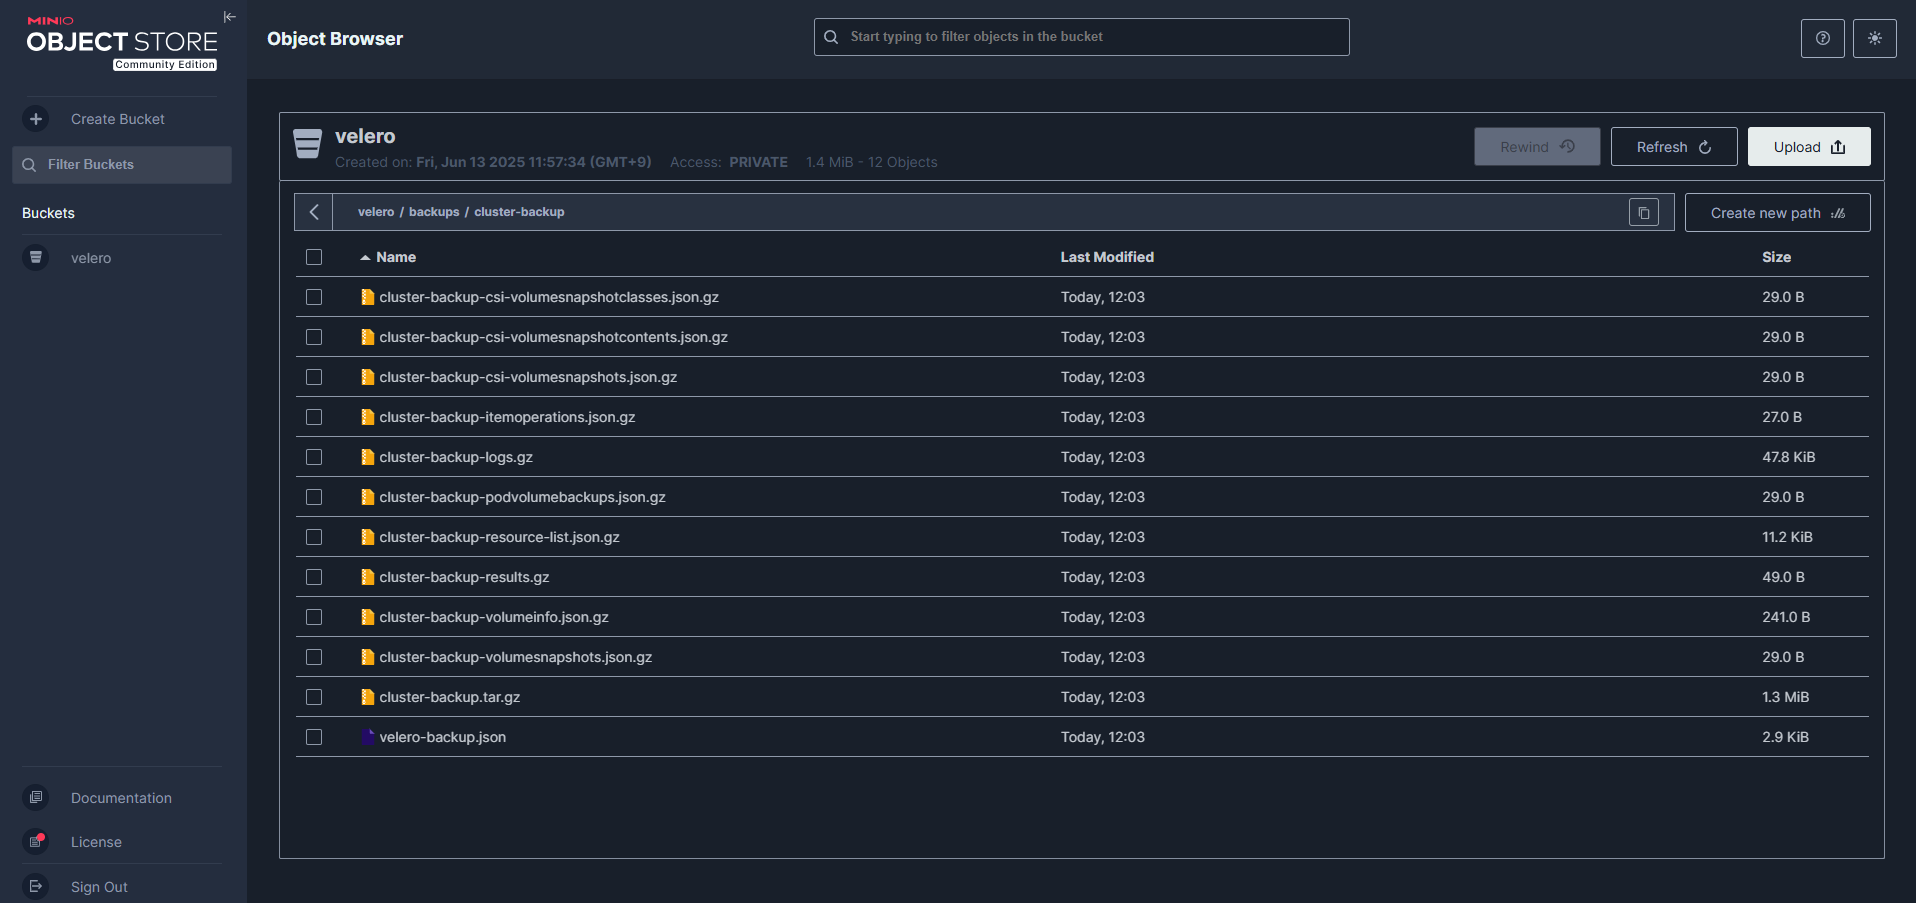 MINIO
OBJECT STORE
Community Edition
Create Bucket
Filter Buckets
Buckets
velero
Documentation
License
Sign Out
Object Browser
Start typing to filter objects in the bucket
velero
Created on: Fri, Jun 13 2025 11:57:34 (GMT+9) Access: PRIVATE 1.4 MiB - 12 Objects
Rewind
Refresh
Upload
velero / backups / cluster-backup
Create new path
Name Last Modified Size
cluster-backup-csi-volumesnapshotclasses.json.gz Today, 12:03 29.0 B
cluster-backup-csi-volumesnapshotcontents.json.gz Today, 12:03 29.0 B
cluster-backup-csi-volumesnapshots.json.gz Today, 12:03 29.0 B
cluster-backup-itemoperations.json.gz Today, 12:03 27.0 B
cluster-backup-logs.gz Today, 12:03 47.8 KiB
cluster-backup-podvolumebackups.json.gz Today, 12:03 29.0 B
cluster-backup-resource-list.json.gz Today, 12:03 11.2 KiB
cluster-backup-results.gz Today, 12:03 49.0 B
cluster-backup-volumeinfo.json.gz Today, 12:03 241.0 B
cluster-backup-volumesnapshots.json.gz Today, 12:03 29.0 B
cluster-backup.tar.gz Today, 12:03 1.3 MiB
velero-backup.json Today, 12:03 2.9 KiB